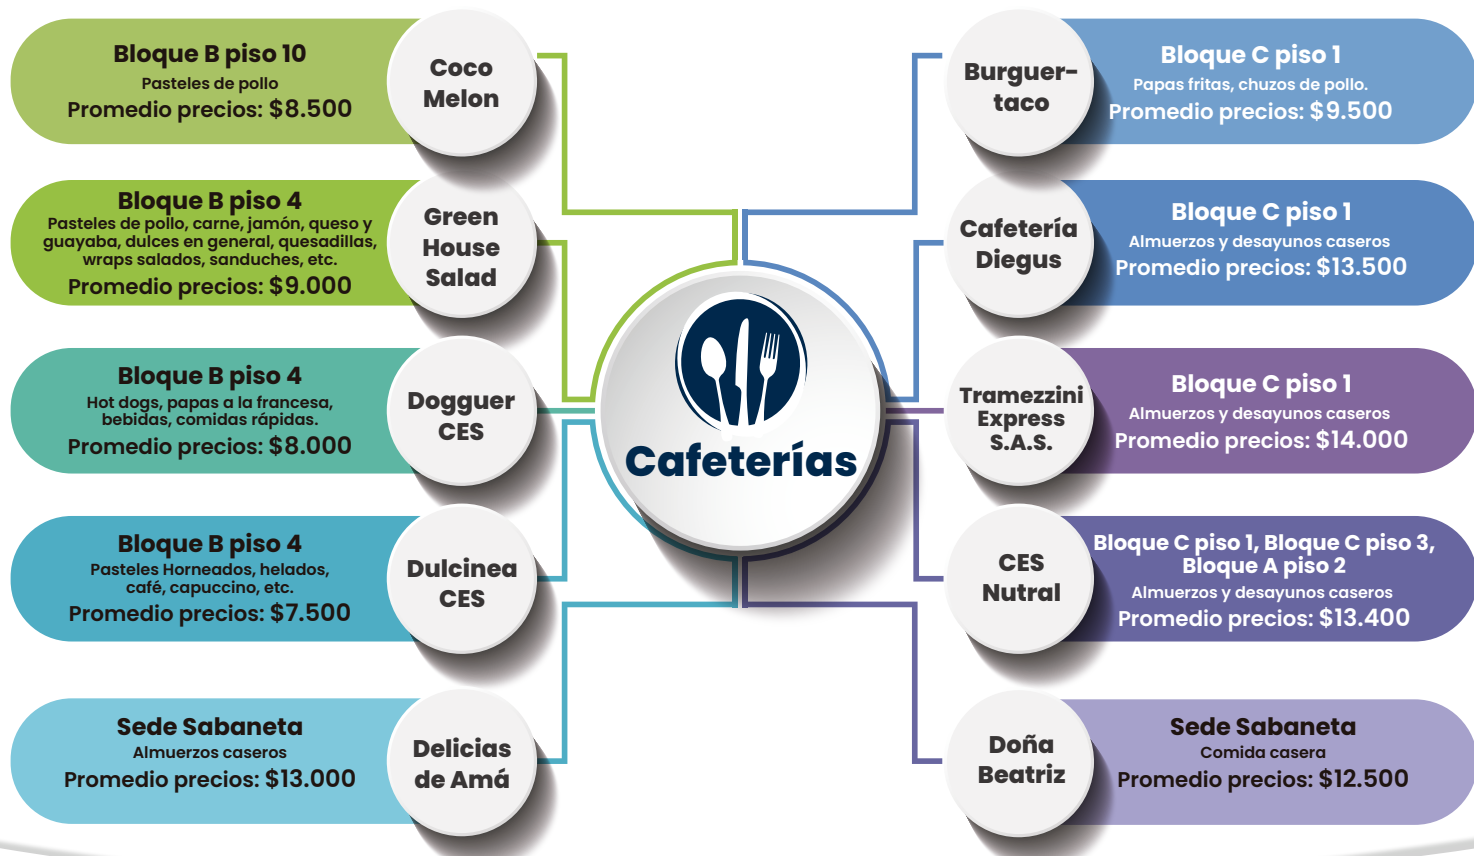 Bloque B piso 10
Pasteles de pollo
Promedio precios: $8.500
Coco
Melon
Bloque B piso 4
Pasteles de pollo, carne, jamón, queso y
guayaba, dulces en general, quesadillas,
wraps salados, sanduches, etc.
Promedio precios: $9.000
Green
House
Salad
Bloque B piso 4
Hot dogs, papas a la francesa,
bebidas, comidas rápidas.
Promedio precios: $8.000
Dogguer
CES
Bloque B piso 4
Pasteles Horneados, helados,
café, capuccino, etc.
Promedio precios: $7.500
Dulcinea
CES
Sede Sabaneta
Almuerzos caseros
Promedio precios: $13.000
Delicias
de Amá
Cafeterías
Burguer-
taco
Bloque C piso 1
Papas fritas, chuzos de pollo.
Promedio precios: $9.500
Cafetería
Diegus
Bloque C piso 1
Almuerzos y desayunos caseros
Promedio precios: $13.500
Tramezzini
Express
S.A.S.
Bloque C piso 1
Almuerzos y desayunos caseros
Promedio precios: $14.000
CES
Nutral
Bloque C piso 1, Bloque C piso 3,
Bloque A piso 2
Almuerzos y desayunos caseros
Promedio precios: $13.400
Doña
Beatriz
Sede Sabaneta
Comida casera
Promedio precios: $12.500